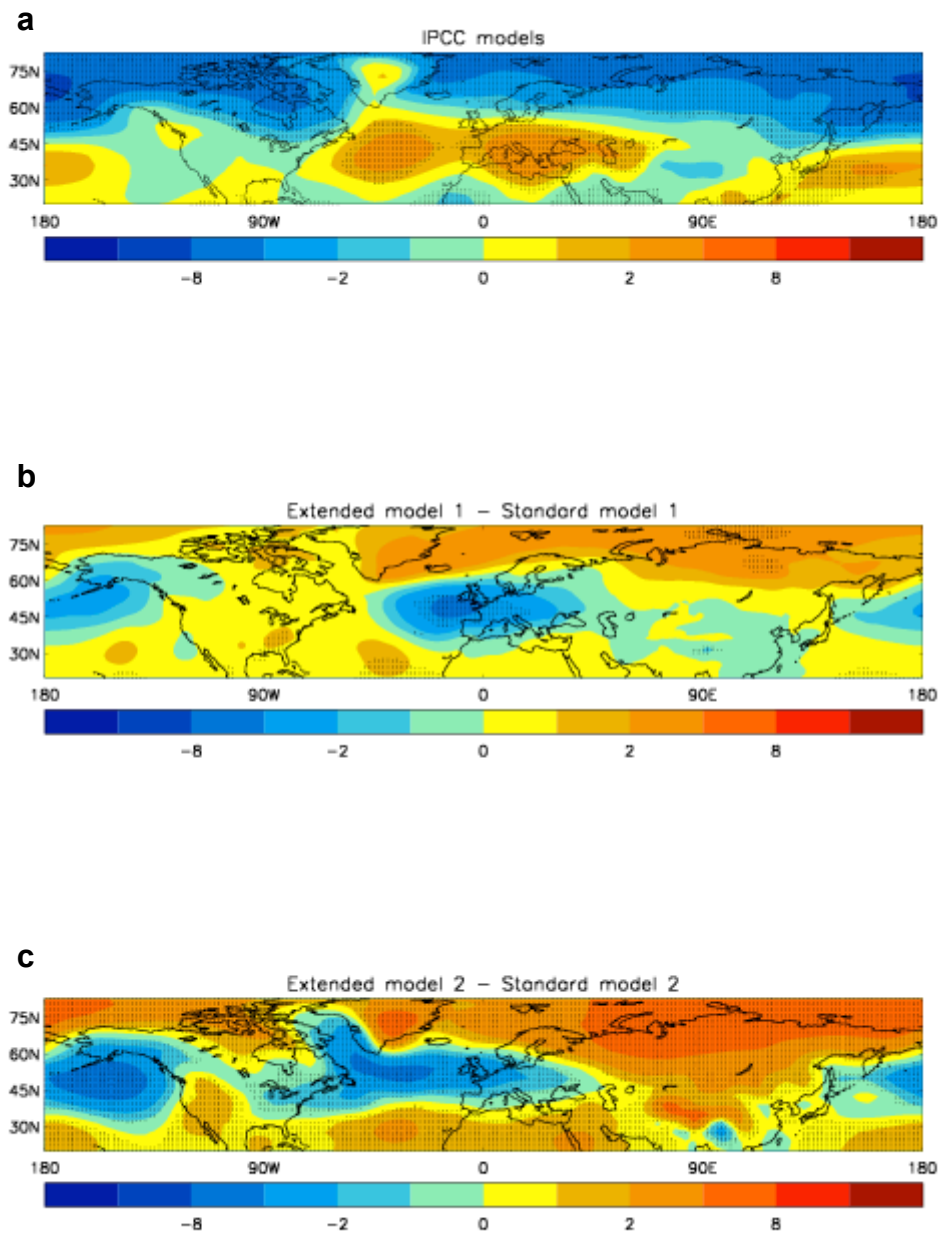 a
IPCC models
75N
60N
45N
30N
180 90W 0 90E 180
−8 −2 0 2 8
b
Extended model 1 − Standard model 1
75N
60N
45N
30N
180 90W 0 90E 180
−8 −2 0 2 8
c
Extended model 2 − Standard model 2
75N
60N
45N
30N
180 90W 0 90E 180
−8 −2 0 2 8